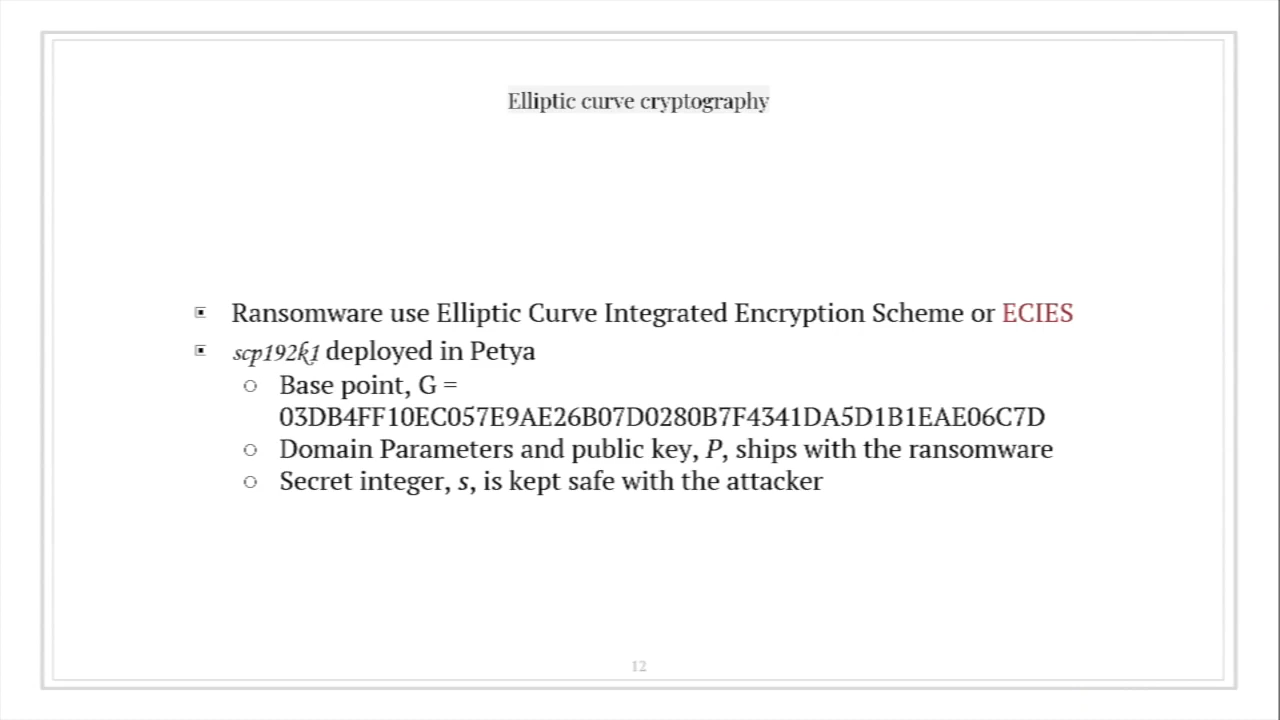 Elliptic curve cryptography
Ransomware use Elliptic Curve Integrated Encryption Scheme or ECIES
scp192k1 deployed in Petya
Base point, G =
03DB4FF10EC057E9AE26B07D0280B7F4341DA5D1B1EAE06C7D
Domain Parameters and public key, P, ships with the ransomware
Secret integer, s, is kept safe with the attacker
12